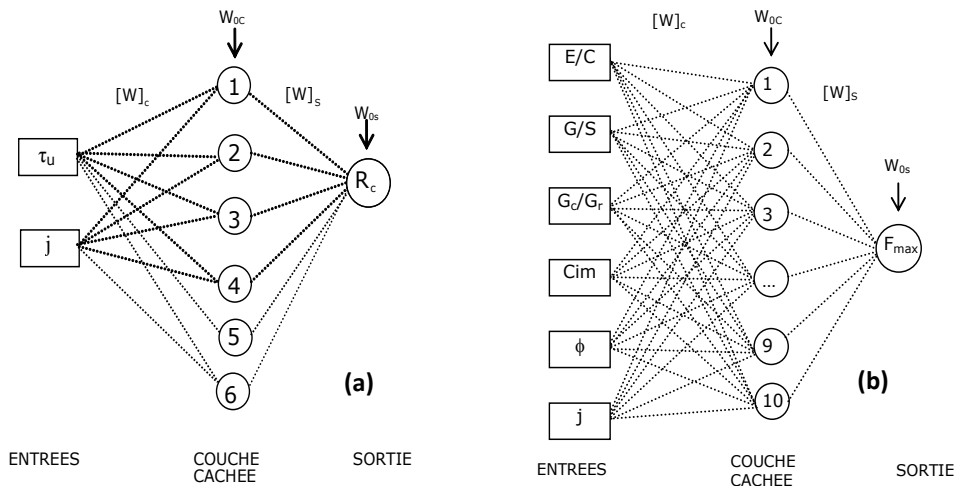 W0C
[W]c
1
[W]S
W0s
τu
2
Rc
j
3
4
5
6
(a)
ENTREES
COUCHE
CACHEE
SORTIE
[W]c
W0C
E/C
1
[W]S
G/S
2
W0s
Gc/Gr
3
Fmax
Cim
...
ϕ
9
(b)
j
10
ENTREES
COUCHE
CACHEE
SORTIE